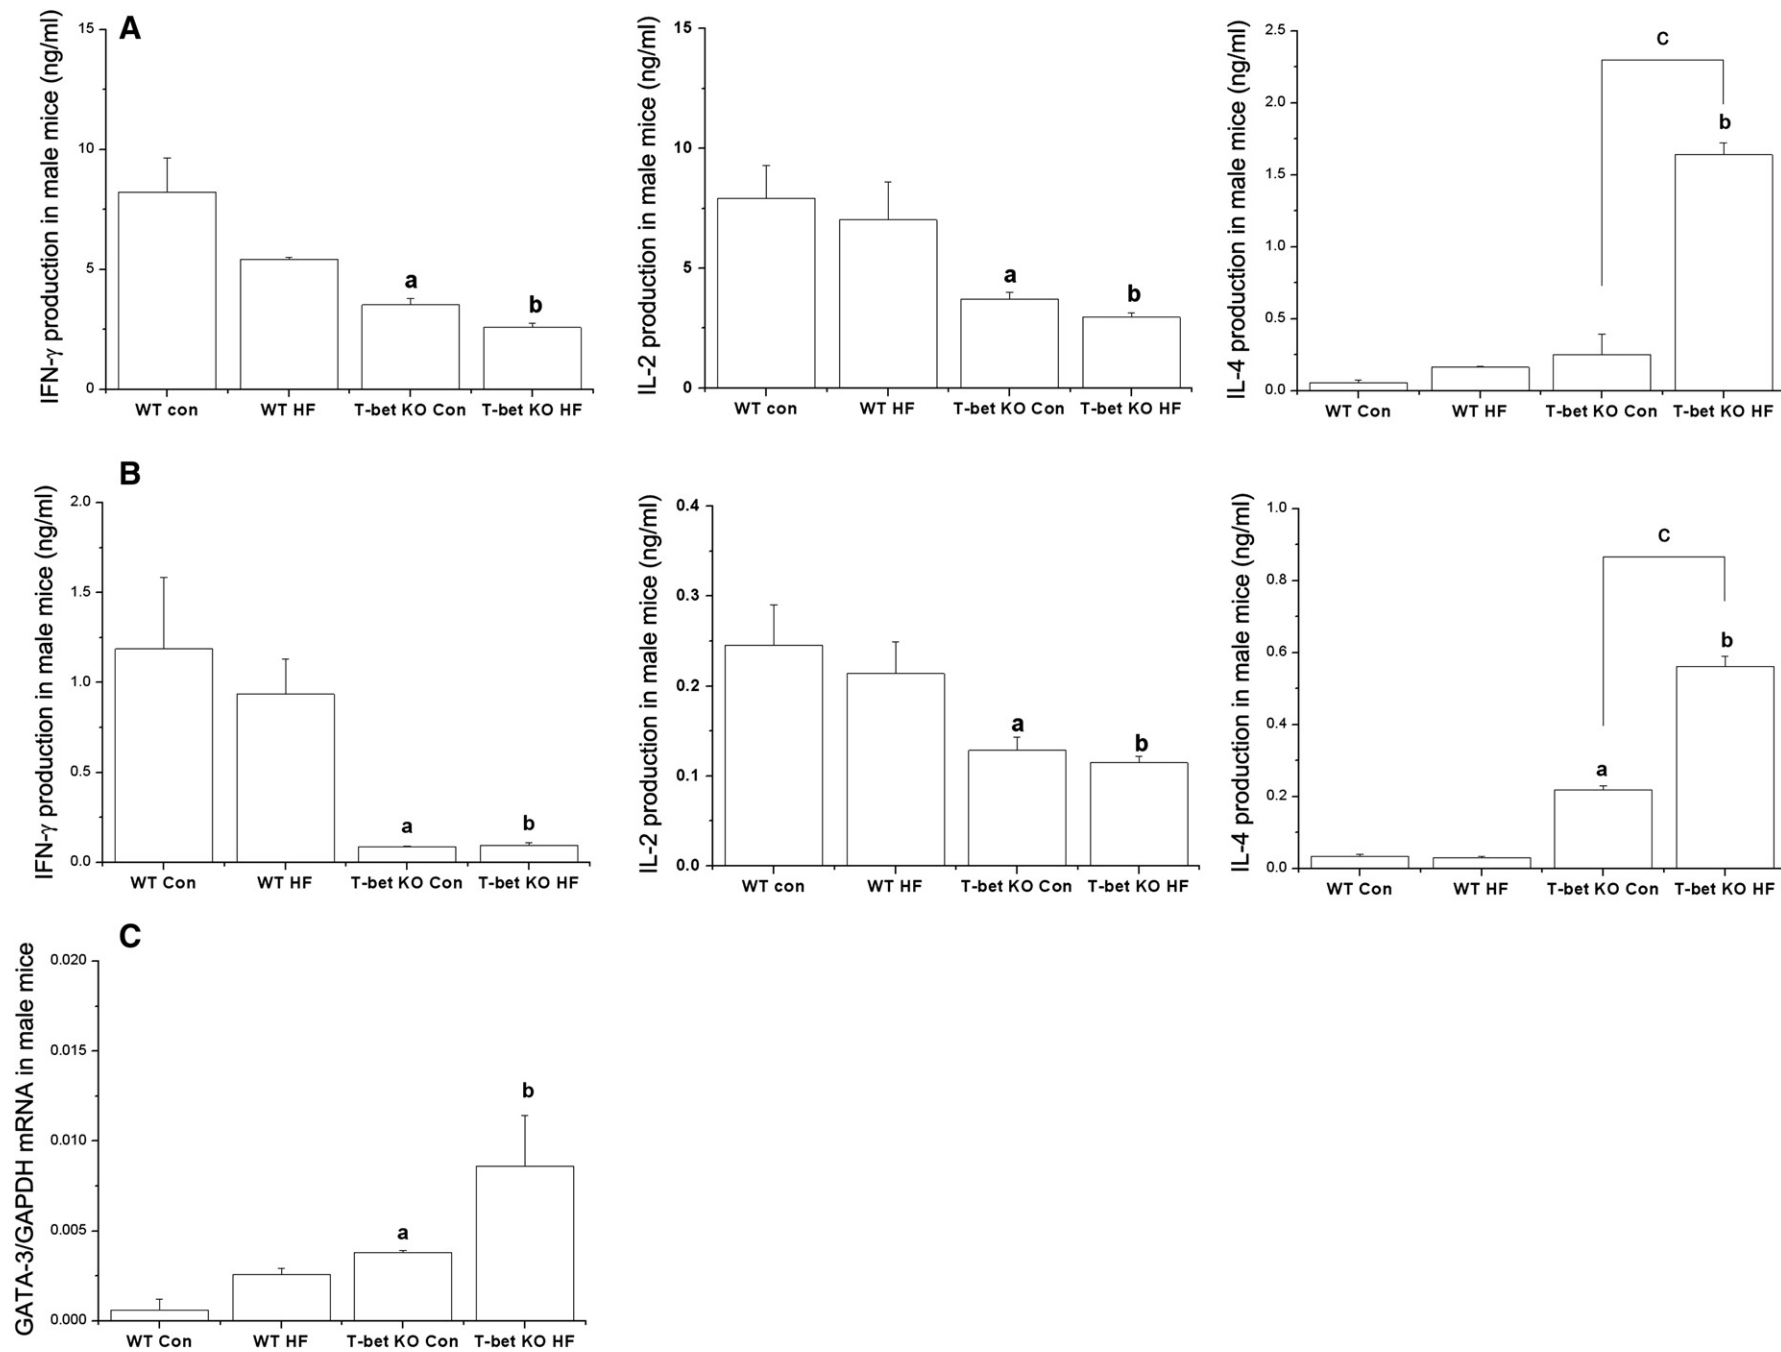 A
IFN-γ production in male mice (ng/ml)
15
10
5
0
a
b
WT con WT HF T-bet KO Con T-bet KO HF
IL-2 production in male mice (ng/ml)
15
10
5
0
a
b
WT con WT HF T-bet KO Con T-bet KO HF
IL-4 production in male mice (ng/ml)
2.5
2.0
1.5
1.0
0.5
0.0
C
b
WT Con WT HF T-bet KO Con T-bet KO HF
B
IFN-γ production in male mice (ng/ml)
2.0
1.5
1.0
0.5
0.0
a
b
WT Con WT HF T-bet KO Con T-bet KO HF
IL-2 production in male mice (ng/ml)
0.4
0.3
0.2
0.1
0.0
a
b
WT con WT HF T-bet KO Con T-bet KO HF
IL-4 production in male mice (ng/ml)
1.0
0.8
0.6
0.4
0.2
0.0
C
b
a
WT Con WT HF T-bet KO Con T-bet KO HF
C
GATA-3/GAPDH mRNA in male mice
0.020
0.015
0.010
0.005
0.000
b
a
WT Con WT HF T-bet KO Con T-bet KO HF